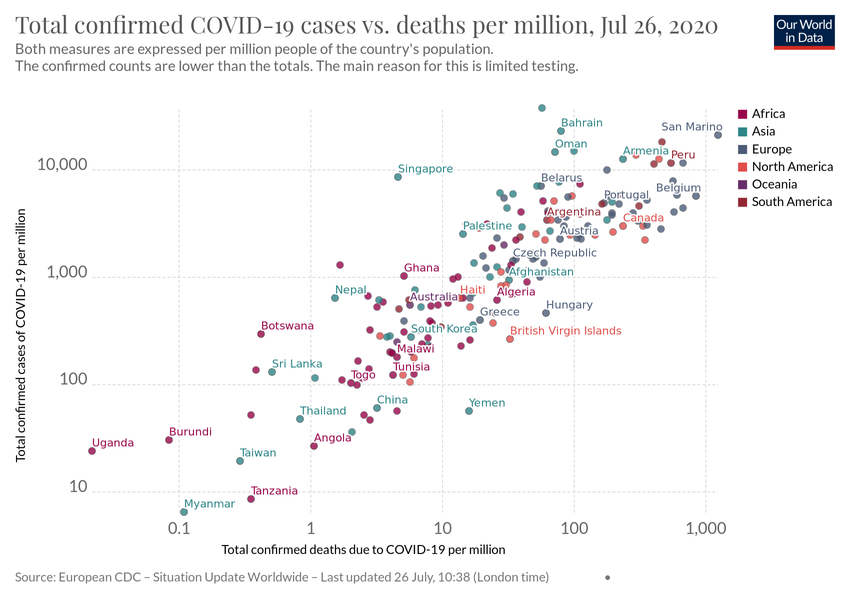 Total confirmed COVID-19 cases vs. deaths per million, Jul 26, 2020
Our World
in Data
Both measures are expressed per million people of the country's population.
The confirmed counts are lower than the totals. The main reason for this is limited testing.
Total confirmed cases of COVID-19 per million
10,000
1,000
100
10
Bahrain
San Marino
Oman
Armenia
Peru
Singapore
Belarus
Belgium
Portugal
Argentina
Canada
Palestine
Austria
Czech Republic
Ghana
Afghanistan
Nepal
Haiti
Algeria
Australia
Hungary
Greece
Botswana
South Korea
British Virgin Islands
Malawi
Sri Lanka
Tunisia
Togo
China
Yemen
Thailand
Burundi
Angola
Uganda
Taiwan
Tanzania
Myanmar
0.1
1
10
100
1,000
Total confirmed deaths due to COVID-19 per million
Africa
Asia
Europe
North America
Oceania
South America
Source: European CDC – Situation Update Worldwide – Last updated 26 July, 10:38 (London time)